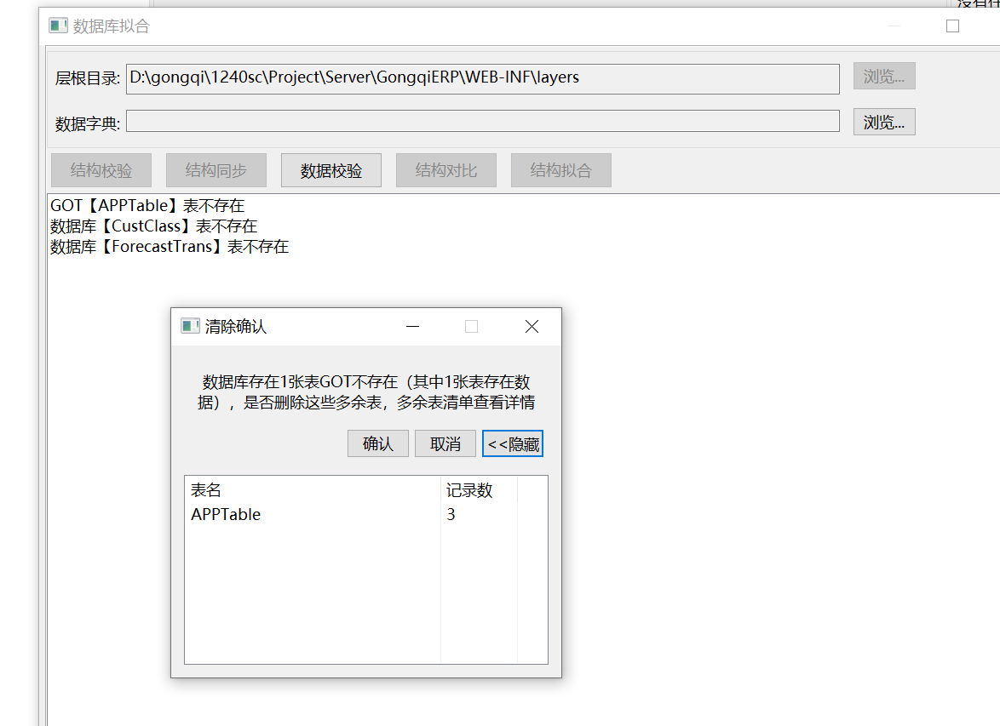 没有任
数据库拟合
层根目录: D:\gongqi\1240sc\Project\Server\GongqiERP\WEB-INF\layers 浏览...
数据字典: 浏览...
结构校验 结构同步 数据校验 结构对比 结构拟合
GOT【APPTable】表不存在
数据库【CustClass】表不存在
数据库【ForecastTrans】表不存在
清除确认
数据库存在1张表GOT不存在（其中1张表存在数
据），是否删除这些多余表，多余表清单查看详情
确认 取消 <<隐藏
表名 记录数
APPTable 3